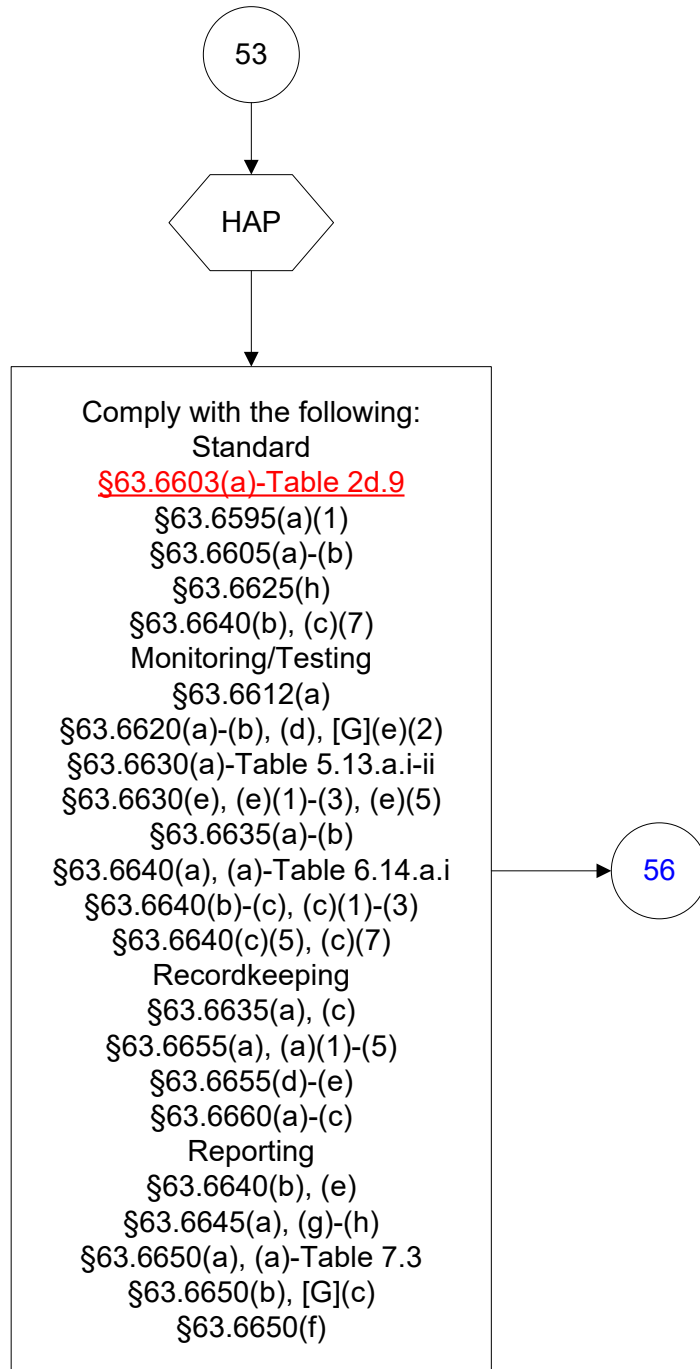 53
HAP
Comply with the following:
Standard
§63.6603(a)-Table 2d.9
§63.6595(a)(1)
§63.6605(a)-(b)
§63.6625(h)
§63.6640(b), (c)(7)
Monitoring/Testing
§63.6612(a)
§63.6620(a)-(b), (d), [G](e)(2)
§63.6630(a)-Table 5.13.a.i-ii
§63.6630(e), (e)(1)-(3), (e)(5)
§63.6635(a)-(b)
§63.6640(a), (a)-Table 6.14.a.i
§63.6640(b)-(c), (c)(1)-(3)
§63.6640(c)(5), (c)(7)
Recordkeeping
§63.6635(a), (c)
§63.6655(a), (a)(1)-(5)
§63.6655(d)-(e)
§63.6660(a)-(c)
Reporting
§63.6640(b), (e)
§63.6645(a), (g)-(h)
§63.6650(a), (a)-Table 7.3
§63.6650(b), [G](c)
§63.6650(f)
56